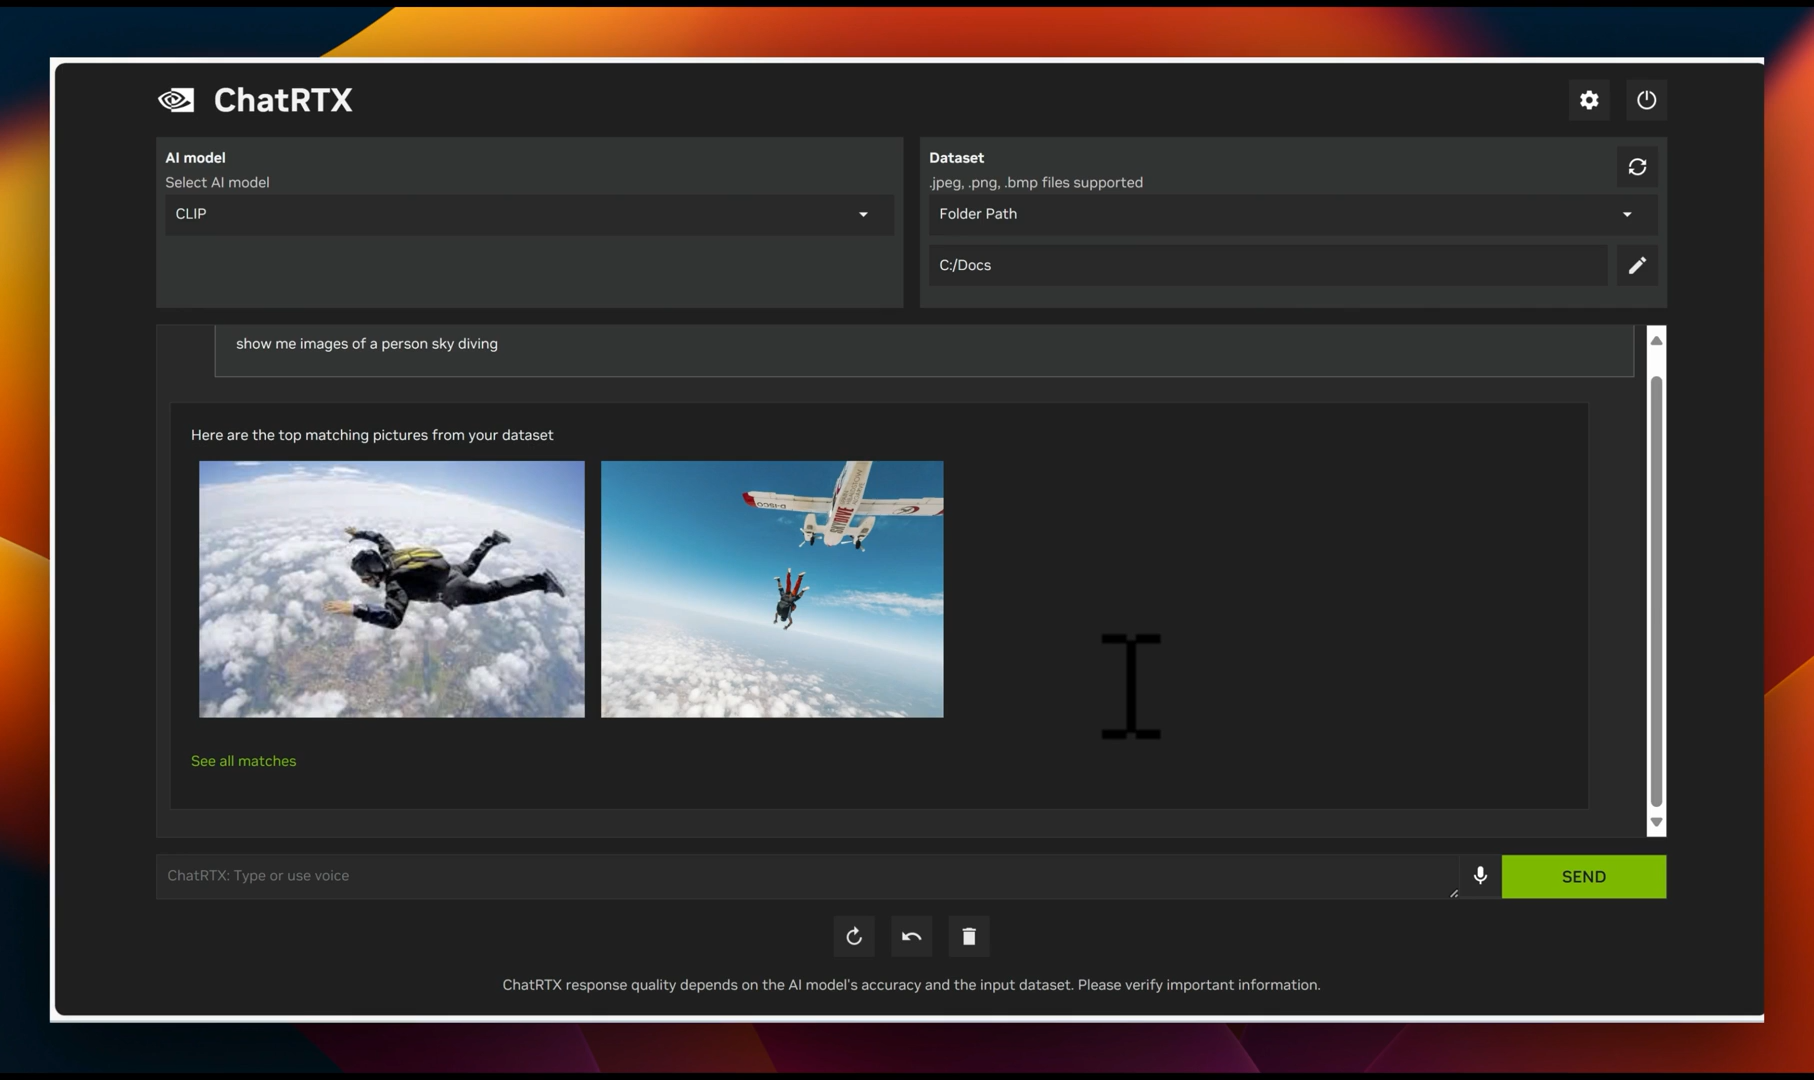 ChatRTX
AI model
Select AI model
CLIP
Dataset
.jpeg, .png, .bmp files supported
Folder Path
C:/Docs
show me images of a person sky diving
Here are the top matching pictures from your dataset
D-ISCO
SKYDIVE
See all matches
ChatRTX: Type or use voice
SEND
ChatRTX response quality depends on the AI model's accuracy and the input dataset. Please verify important information.